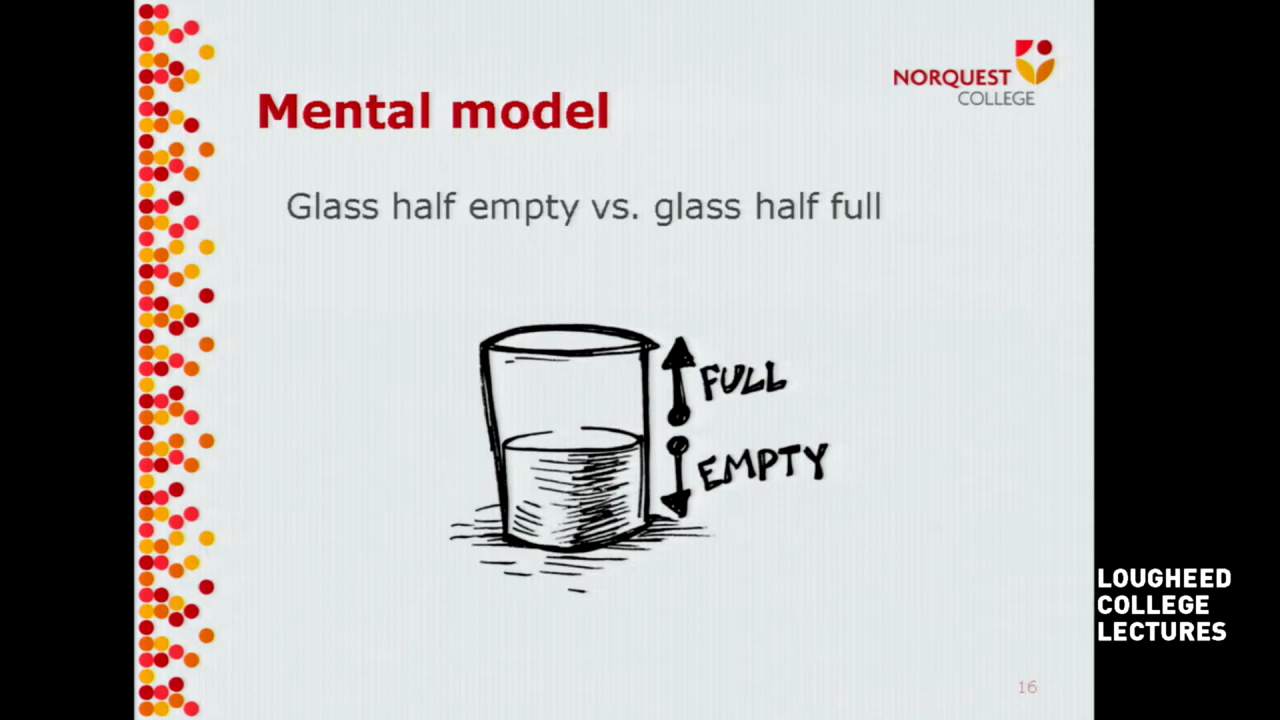 NORQUEST
COLLEGE
Mental model
Glass half empty vs. glass half full
FULL
EMPTY
LOUGHEED
COLLEGE
LECTURES
16